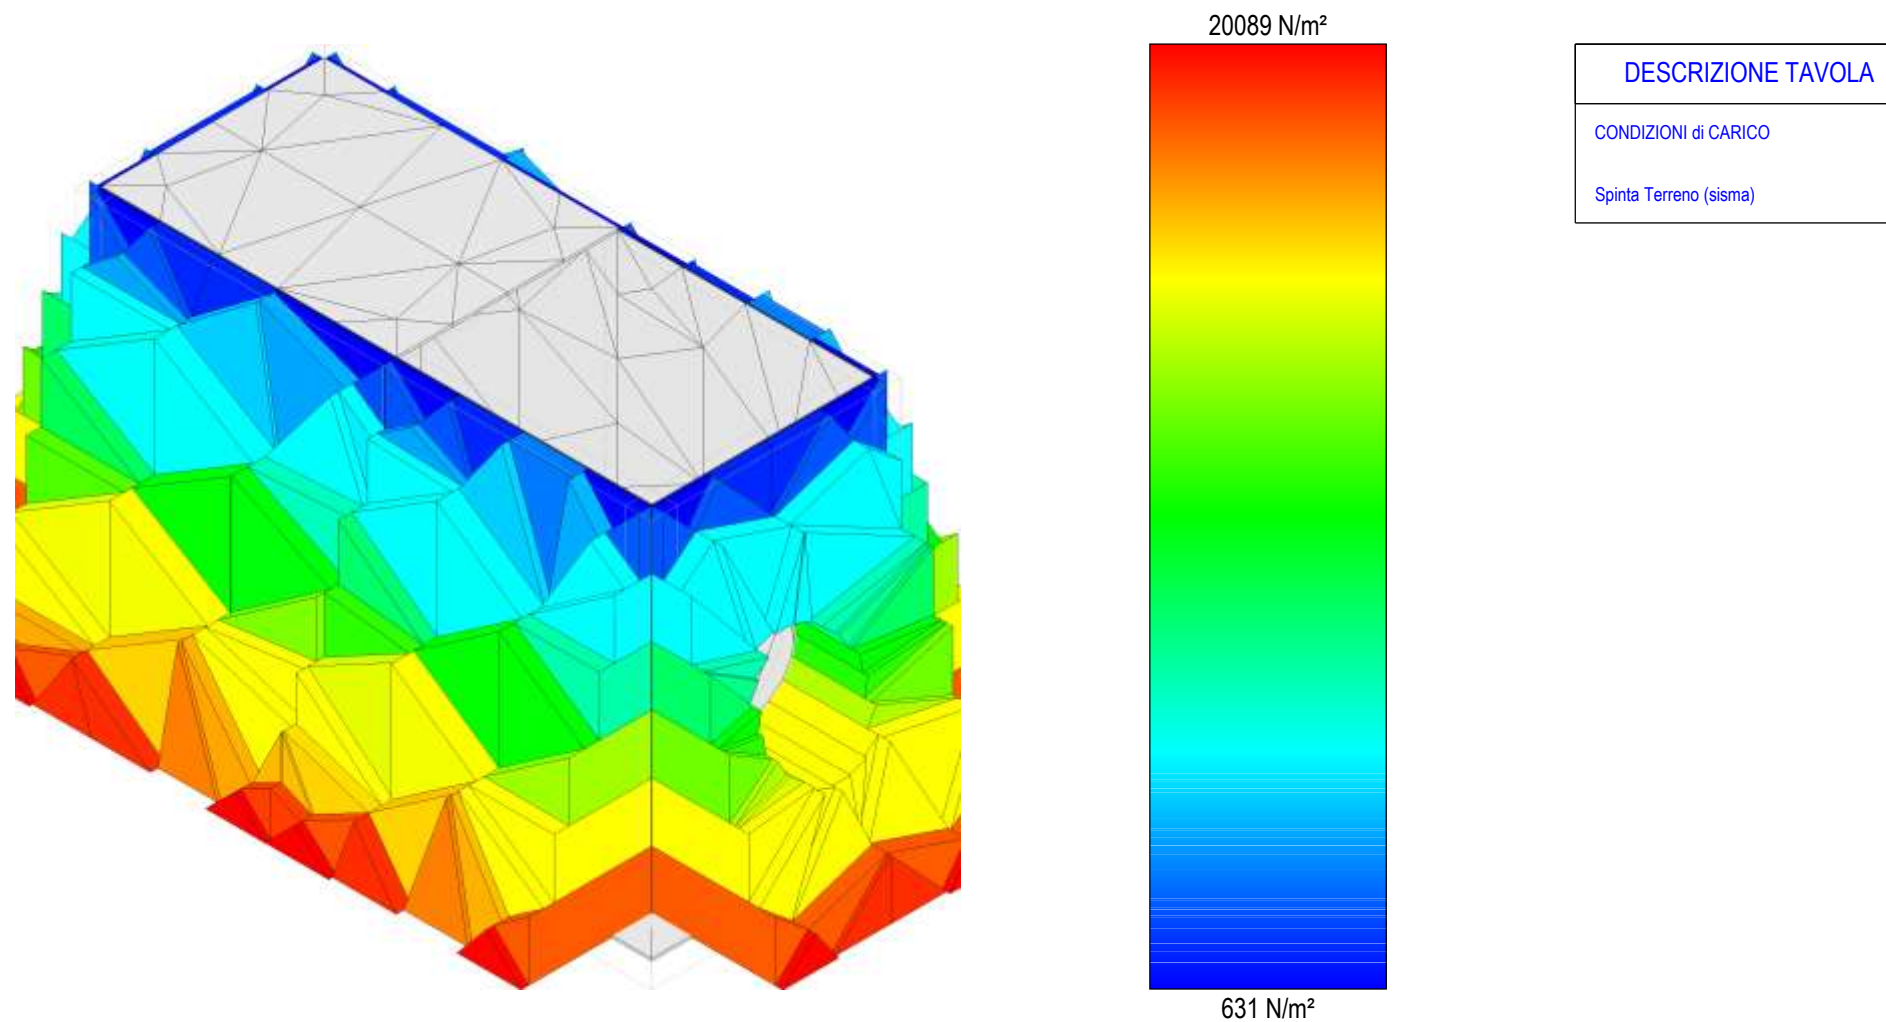 20089 N/m²
DESCRIZIONE TAVOLA
CONDIZIONI di CARICO
Spinta Terreno (sisma)
631 N/m²